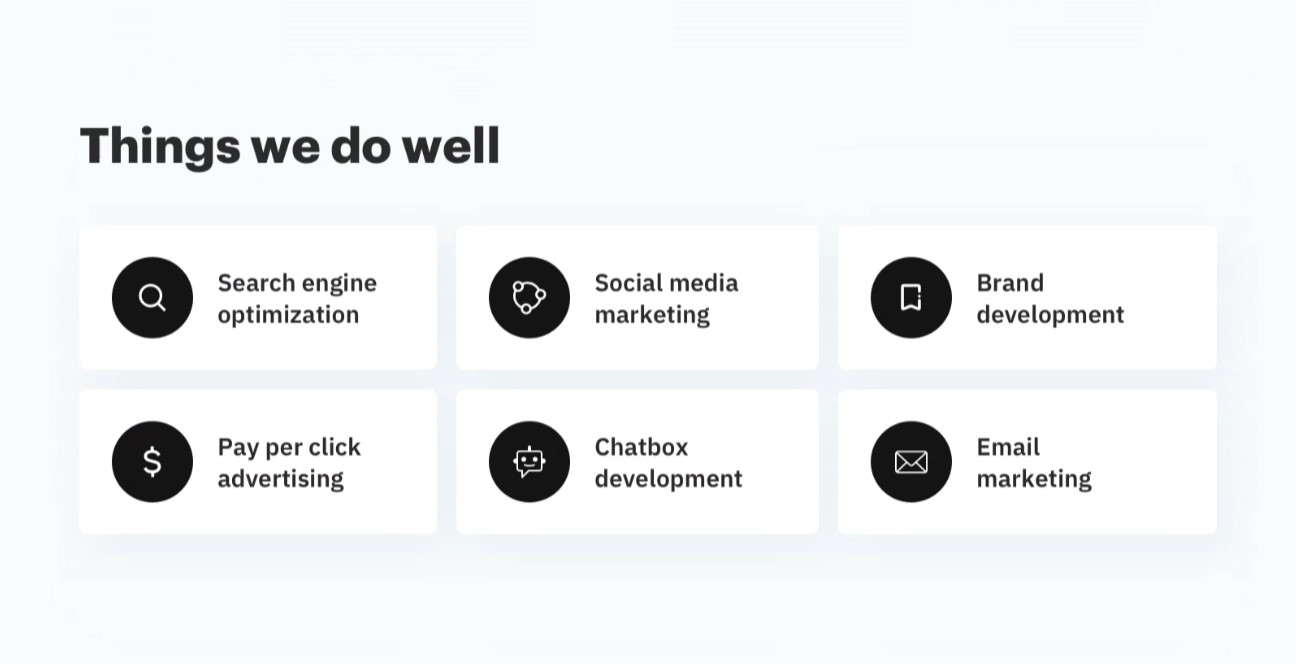 Things we do well
Search engine
optimization
Social media
marketing
Brand
development
$
Pay per click
advertising
Chatbox
development
Email
marketing